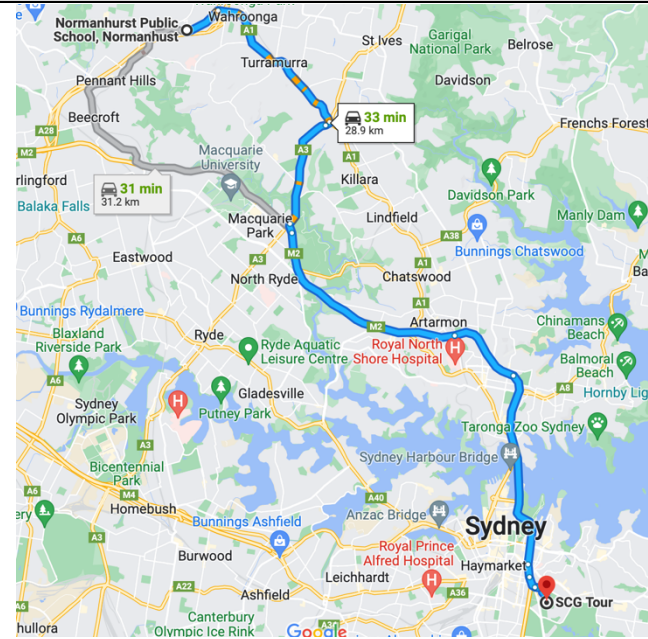 Normanhurst Public
School, Normanhust
Wahroonga
A1
Turramurra
St Ives
Garigal
National Park
Belrose
Pennant Hills
Davidson
Beecroft
33 min
28.9 km
Frenchs Forest
A28
M2
A3
A1
Macquarie
University
Killara
Davidson Park
rlingford
31 min
31.2 km
Balaka Falls
Manly Dam
Macquarie
Park
Lindfield
A38
Bunnings Chatswood
A6
Eastwood
A3
M2
A1
Ba
North Ryde
Chatswood
A1
Bunnings Rydalmere
M2
Artarmon
Chinamans
Beach
Blaxland
Riverside Park
Ryde
Ryde Aquatic
Leisure Centre
Royal North
Shore Hospital
H
Balmoral
Beach
A6
Gladesville
A8
Hornby Lig
Sydney
Olympic Park
H
Putney Park
Taronga Zoo Sydney
A3
Sydney Harbour Bridge
Bicentennial
Park
M4
A6
A40
ery
Homebush
Anzac Bridge
Bunnings Ashfield
Sydney
A3
Burwood
Royal Prince
Alfred Hospital
H
Haymarket
Leichhardt
A22
A36
SCG Tour
A6
Ashfield
hullora
Canterbury
Olympic Ice Rink
Google